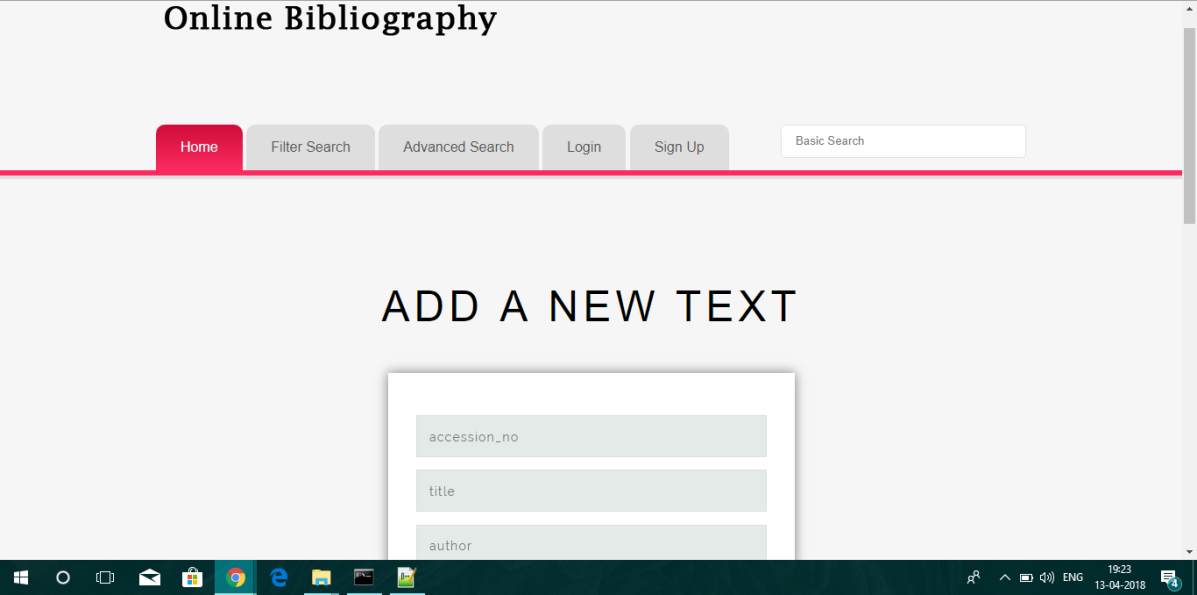 Online Bibliography
Home Filter Search Advanced Search Login Sign Up Basic Search
ADD A NEW TEXT
accession_no
title
author
ENG
19:23
13-04-2018
4